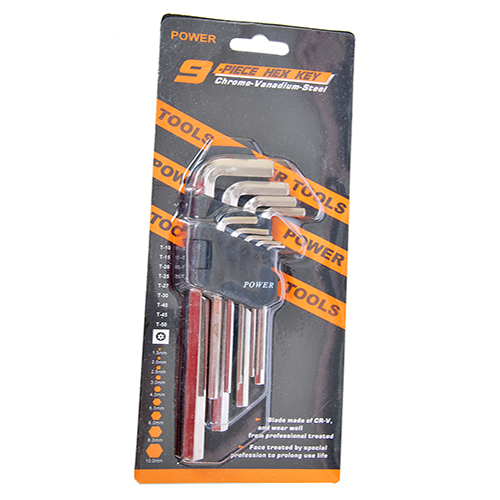 POWER
9-PIECE HEX KEY
Chrome-Vanadium-Steel
TOOLS
POWER
TOOLS
R TOOLS
POWER
TOOLS
POWER
T-10
T-15
T-20
T-25
T-27
T-30
T-40
T-45
T-50
1.5mm
2.0mm
2.5mm
3.0mm
4.0mm
5.0mm
6.0mm
8.0mm
10.0mm
Blade made of CR-V,
and wear well
from professional treated
Face treated by special
profession to prolong use life